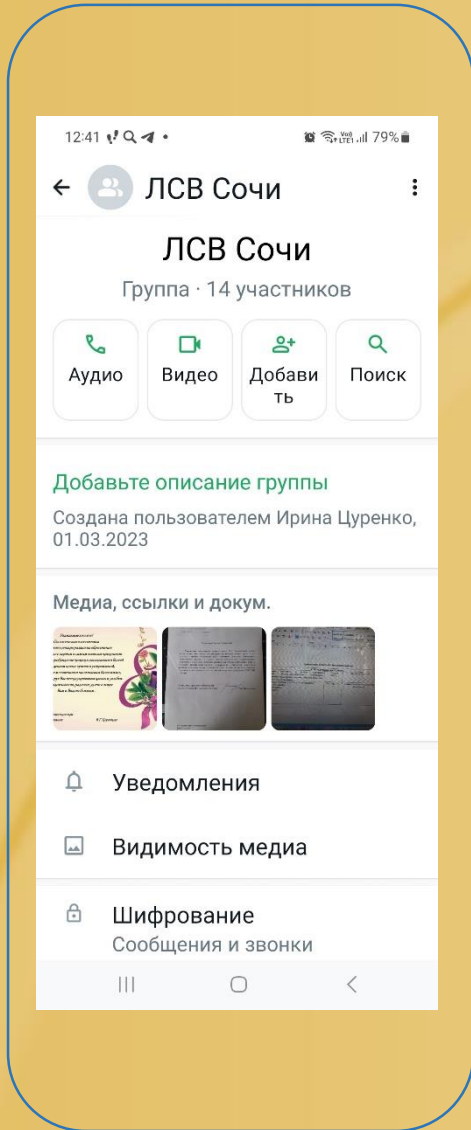 12:41
79%
ЛСВ Сочи
ЛСВ Сочи
Группа · 14 участников
Аудио
Видео
Добави
ть
Поиск
Добавьте описание группы
Создана пользователем Ирина Цуренко,
01.03.2023
Медиа, ссылки и докум.
Уведомления
Видимость медиа
Шифрование
Сообщения и звонки